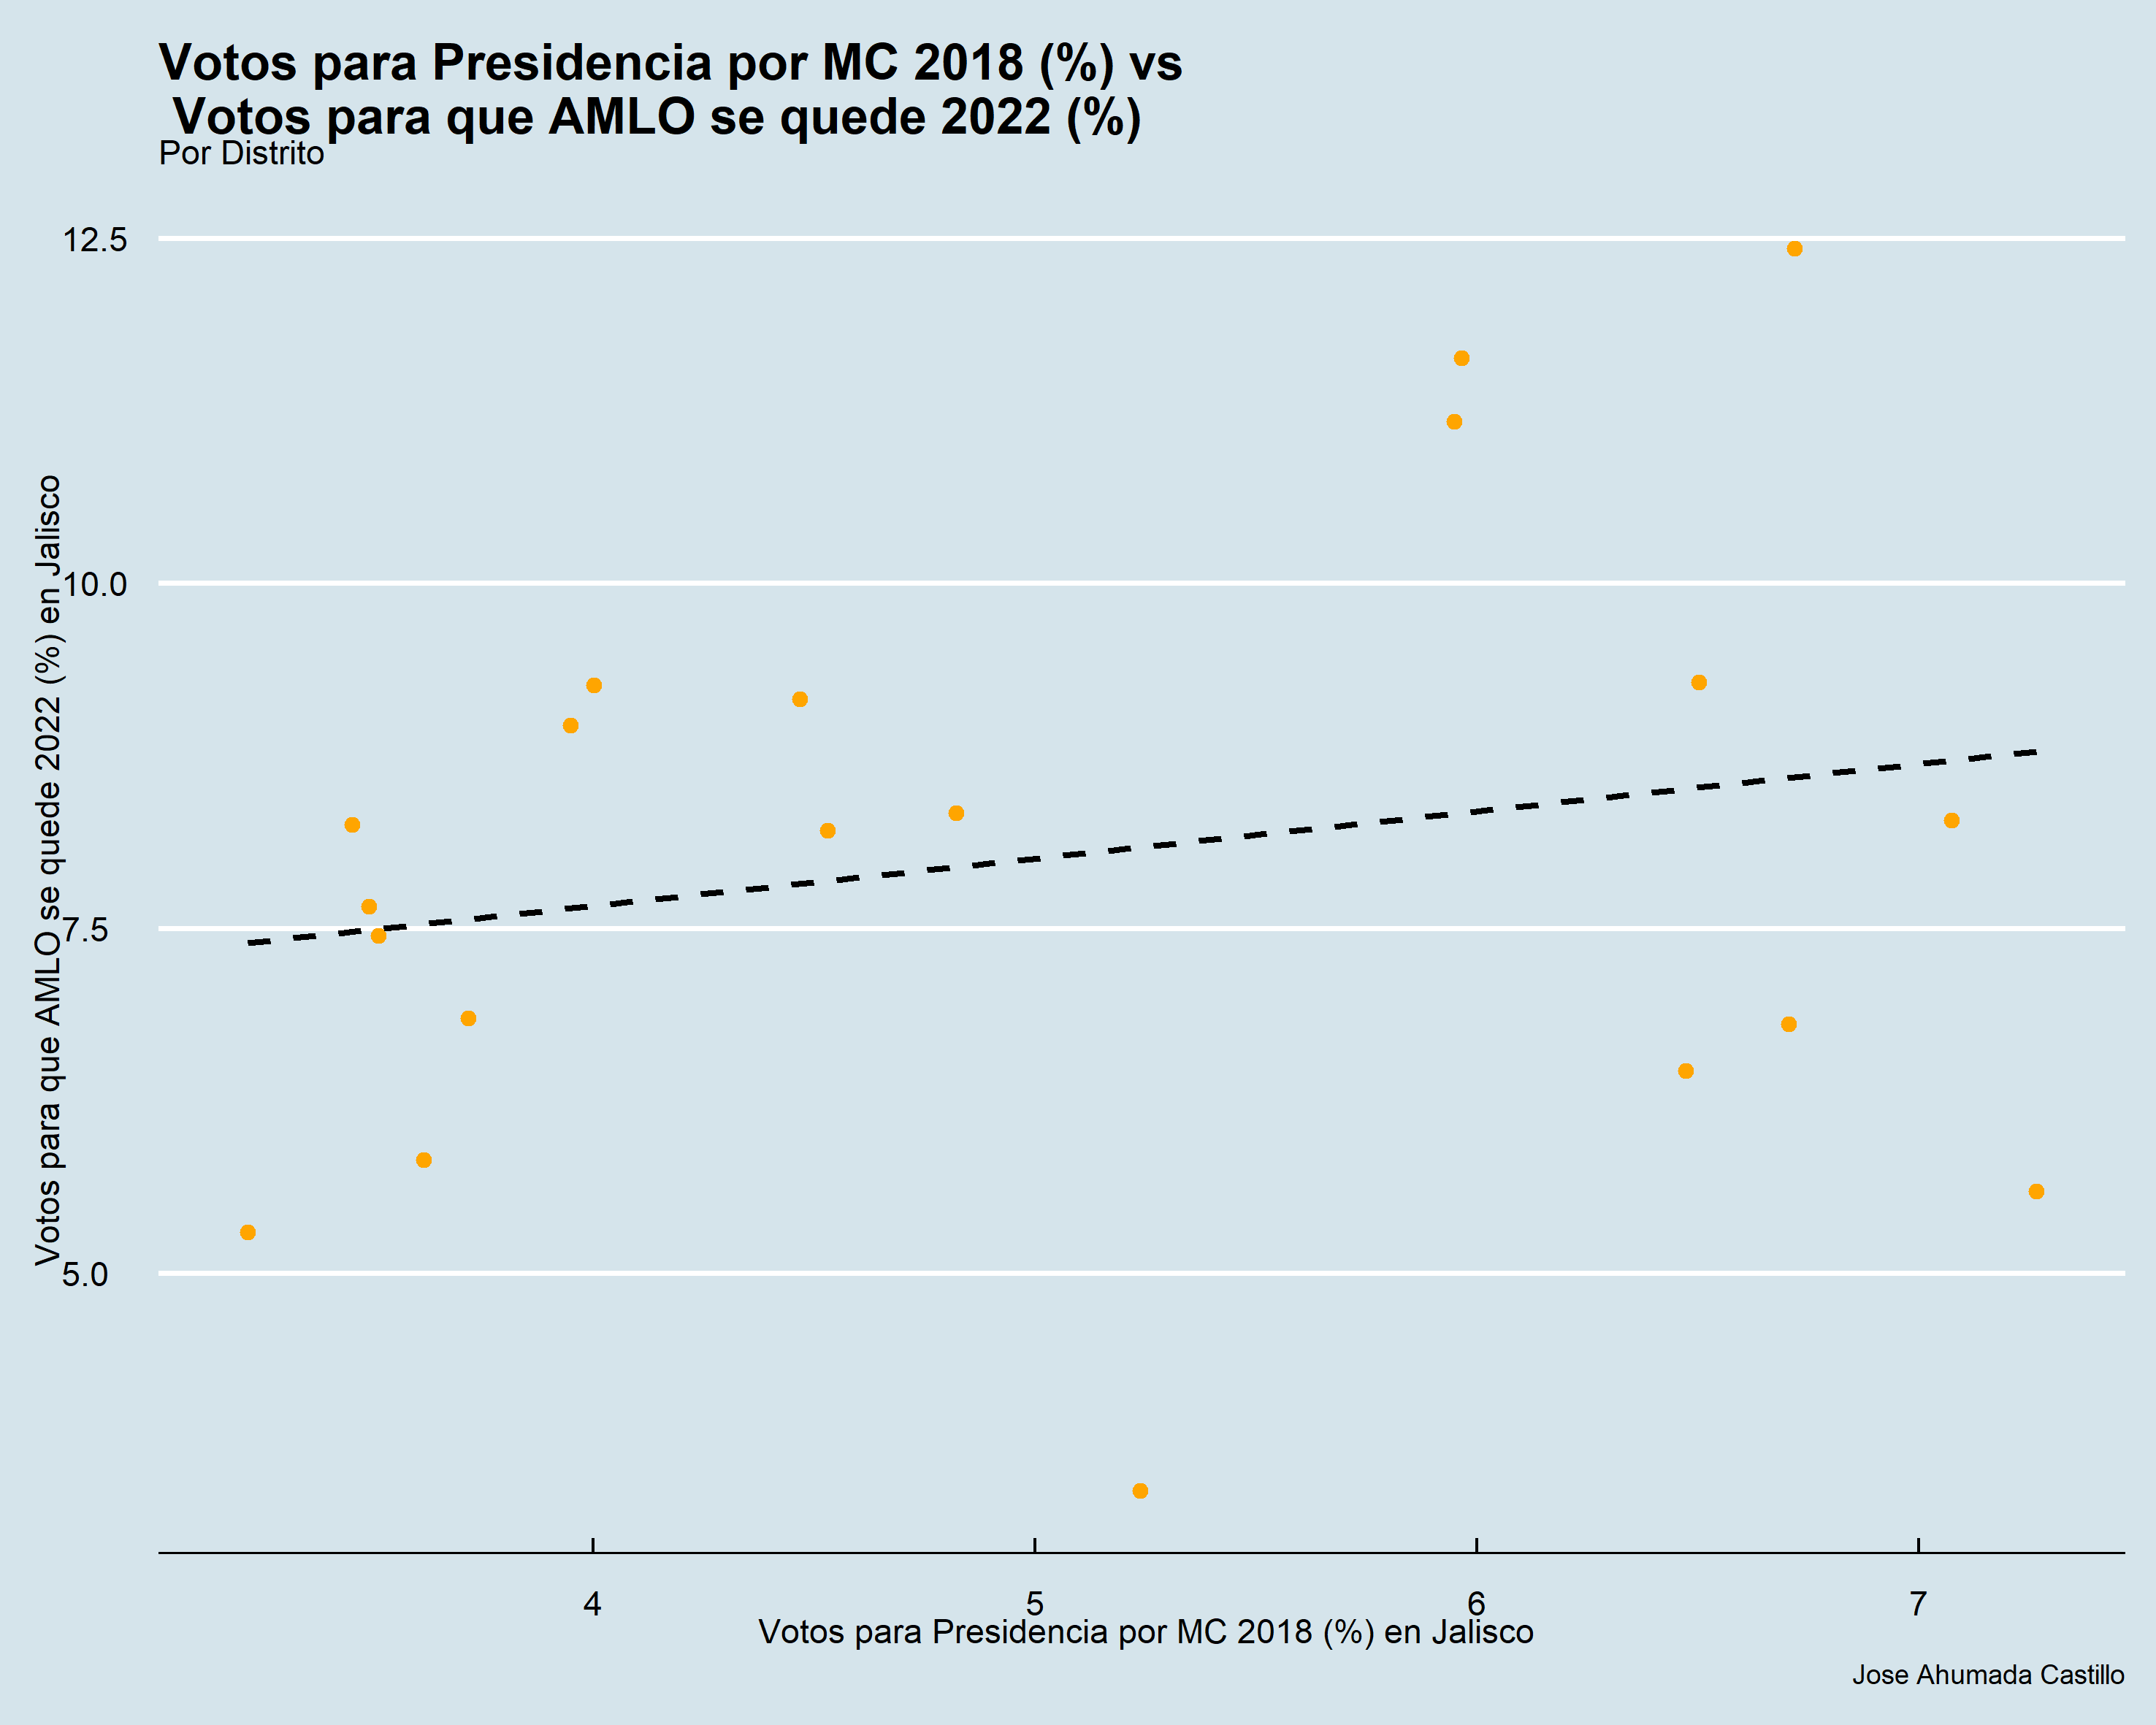 Votos para Presidencia por MC 2018 (%) vs
Votos para que AMLO se quede 2022 (%)
Por Distrito
Votos para que AMLO se quede 2022 (%) en Jalisco
12.5
10.0
7.5
5.0
4 5 6 7
Votos para Presidencia por MC 2018 (%) en Jalisco
Jose Ahumada Castillo